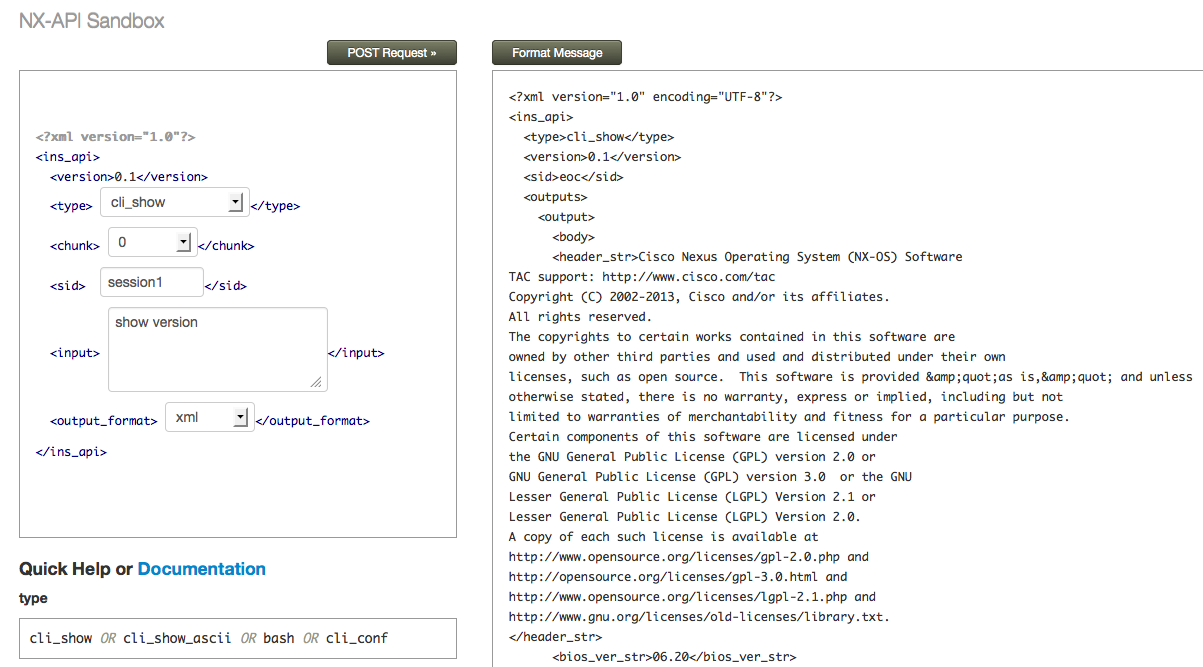 NX-API Sandbox
POST Request »
<?xml version="1.0"?>
<ins_api>
<version>0.1</version>
<type> cli_show </type>
<chunk> 0 </chunk>
<sid> session1 </sid>
<input> show version </input>
<output_format> xml </output_format>
</ins_api>
Quick Help or Documentation
type
cli_show OR cli_show_ascii OR bash OR cli_conf
Format Message
<?xml version="1.0" encoding="UTF-8"?>
<ins_api>
<type>cli_show</type>
<version>0.1</version>
<sid>eoc</sid>
<outputs>
<output>
<body>
<header_str>Cisco Nexus Operating System (NX-OS) Software
TAC support: http://www.cisco.com/tac
Copyright (C) 2002-2013, Cisco and/or its affiliates.
All rights reserved.
The copyrights to certain works contained in this software are
owned by other third parties and used and distributed under their own
licenses, such as open source.  This software is provided &amp;quot;as is,&amp;quot; and unless
otherwise stated, there is no warranty, express or implied, including but not
limited to warranties of merchantability and fitness for a particular purpose.
Certain components of this software are licensed under
the GNU General Public License (GPL) version 2.0 or
GNU General Public License (GPL) version 3.0  or the GNU
Lesser General Public License (LGPL) Version 2.1 or
Lesser General Public License (LGPL) Version 2.0.
A copy of each such license is available at
http://www.opensource.org/licenses/gpl-2.0.php and
http://opensource.org/licenses/gpl-3.0.html and
http://www.opensource.org/licenses/lgpl-2.1.php and
http://www.gnu.org/licenses/old-licenses/library.txt.
</header_str>
<bios_ver_str>06.20</bios_ver_str>